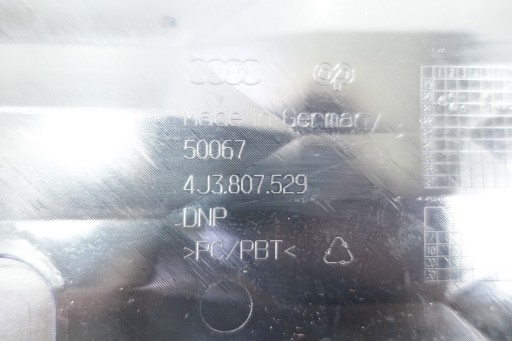 Made in Germany
50067
4J3.807.529
DNP
>PC/PBT<